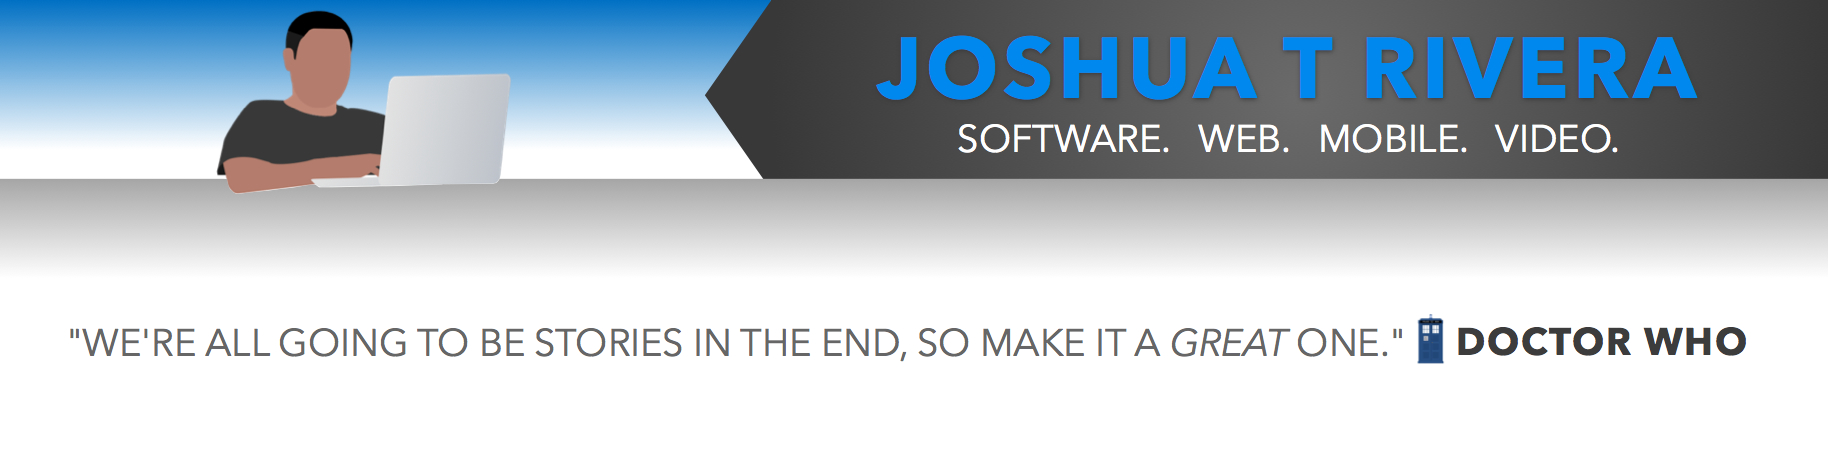 JOSHUA T RIVERA
SOFTWARE. WEB. MOBILE. VIDEO.
"WE'RE ALL GOING TO BE STORIES IN THE END, SO MAKE IT A GREAT ONE." DOCTOR WHO